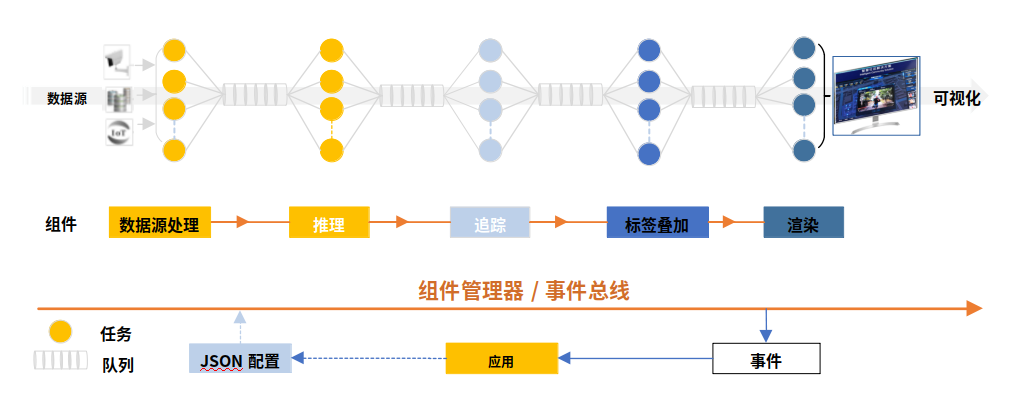 数据源
IoT
可视化
组件
数据源处理
推理
追踪
标签叠加
渲染
组件管理器 / 事件总线
任务
队列
JSON 配置
应用
事件